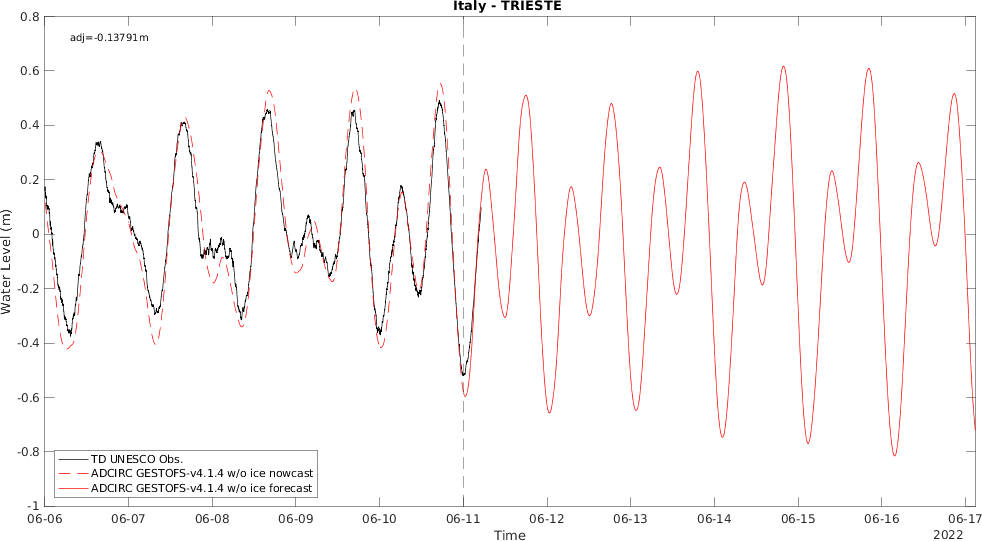 Italy - TRIESTE
adj=-0.13791m
Water Level (m)
0.8
0.6
0.4
0.2
0
-0.2
-0.4
-0.6
-0.8
-1
TD UNESCO Obs.
ADCIRC GESTOFS-v4.1.4 w/o ice nowcast
ADCIRC GESTOFS-v4.1.4 w/o ice forecast
06-06 06-07 06-08 06-09 06-10 06-11 06-12 06-13 06-14 06-15 06-16 06-17
Time
2022